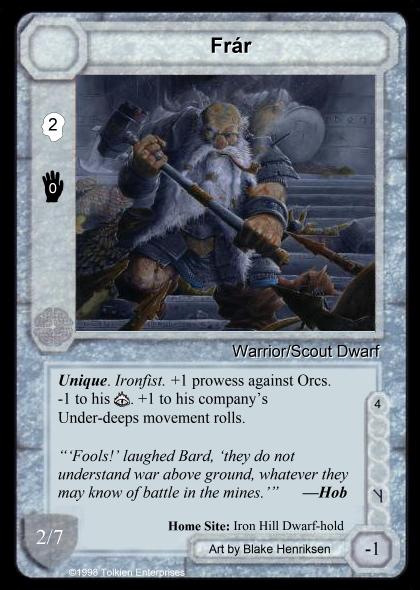 Frár
2
0
Warrior/Scout Dwarf
Unique. Ironfist. +1 prowess against Orcs.
-1 to his . +1 to his company’s
Under-deeps movement rolls.
“‘Fools!’ laughed Bard, ‘they do not
understand war above ground, whatever they
may know of battle in the mines.’” —Hob
4
Home Site: Iron Hill Dwarf-hold
2/7
Art by Blake Henriksen
-1
©1998 Tolkien Enterprises